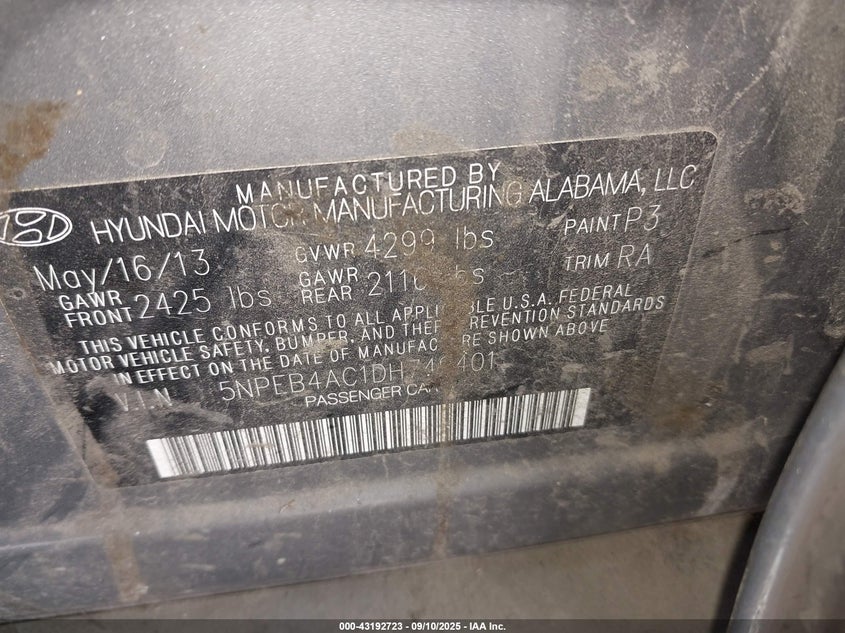 MANUFACTURED BY
HYUNDAI MOTOR MANUFACTURING ALABAMA, LLC
May/16/13 GVWR 4299 lbs PAINT P3
GAWR FRONT 2425 lbs GAWR REAR TRIM RA
THIS VEHICLE CONFORMS TO ALL APPLICABLE U.S.A. FEDERAL
MOTOR VEHICLE SAFETY, BUMPER, AND THEFT PREVENTION STANDARDS
IN EFFECT ON THE DATE OF MANUFACTURE SHOWN ABOVE
V.I.N
PASSENGER CAR
000-43192723 - 09/10/2025 - IAA Inc.